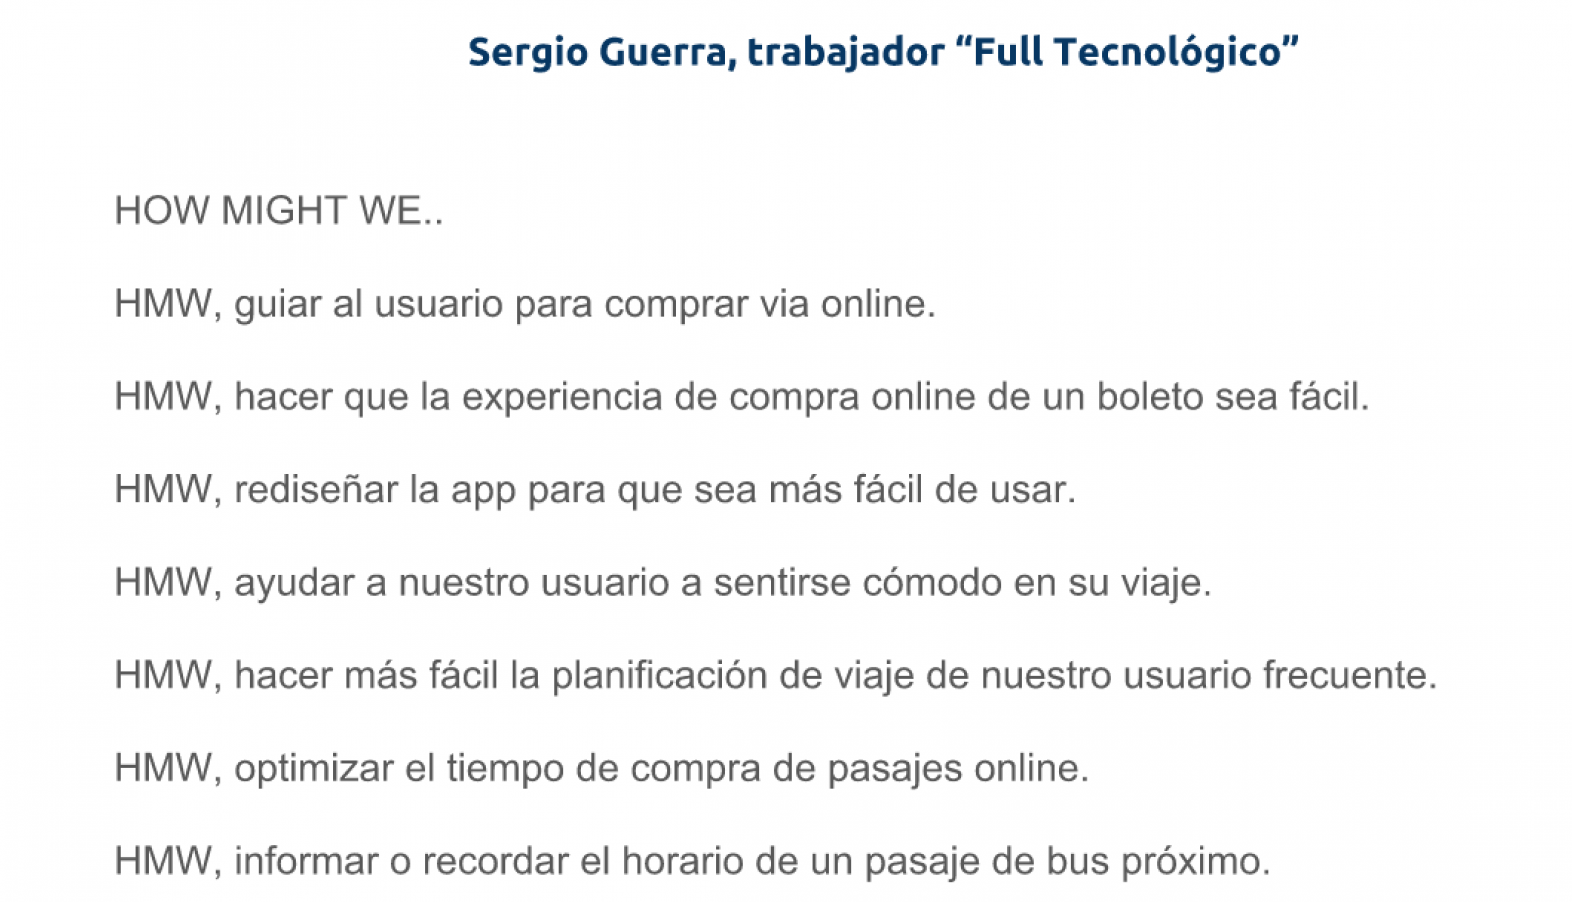 Sergio Guerra, trabajador “Full Tecnológico”
HOW MIGHT WE..
HMW, guiar al usuario para comprar via online.
HMW, hacer que la experiencia de compra online de un boleto sea fácil.
HMW, rediseñar la app para que sea más fácil de usar.
HMW, ayudar a nuestro usuario a sentirse cómodo en su viaje.
HMW, hacer más fácil la planificación de viaje de nuestro usuario frecuente.
HMW, optimizar el tiempo de compra de pasajes online.
HMW, informar o recordar el horario de un pasaje de bus próximo.